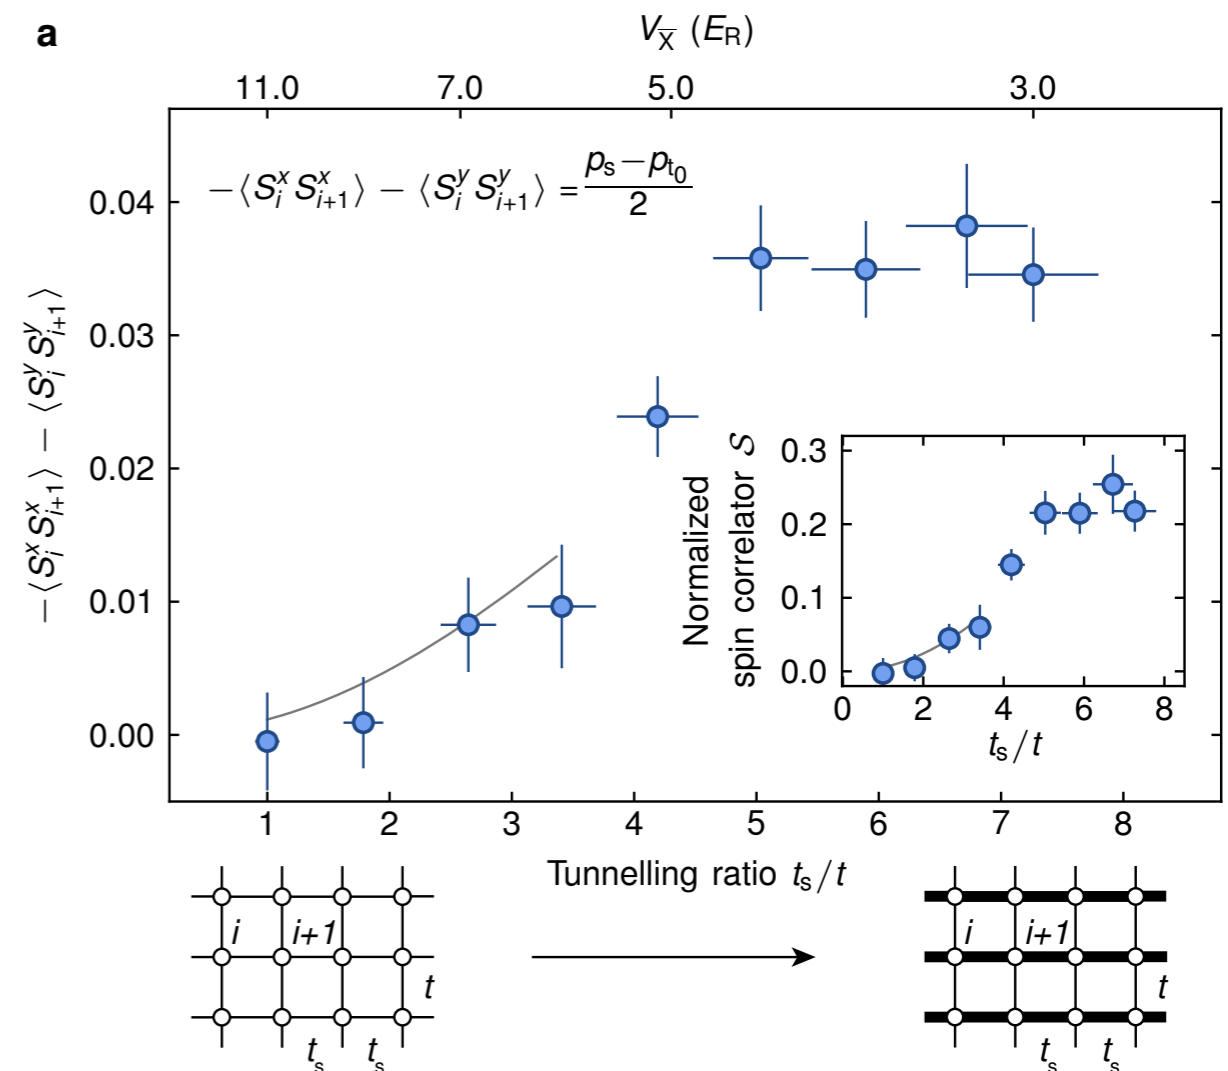 a
V_X̅ (E_R)
11.0 7.0 5.0 3.0
−⟨S_i^x S_{i+1}^x⟩ − ⟨S_i^y S_{i+1}^y⟩ = (p_s − p_{t_0})/2
−⟨S_i^x S_{i+1}^x⟩ − ⟨S_i^y S_{i+1}^y⟩
0.04
0.03
0.02
0.01
0.00
1 2 3 4 5 6 7 8
Tunnelling ratio t_s/t
Normalized
spin correlator 𝒮
0.3
0.2
0.1
0.0
0 2 4 6 8
t_s/t
i i+1
t
t_s t_s
i i+1
t
t_s t_s